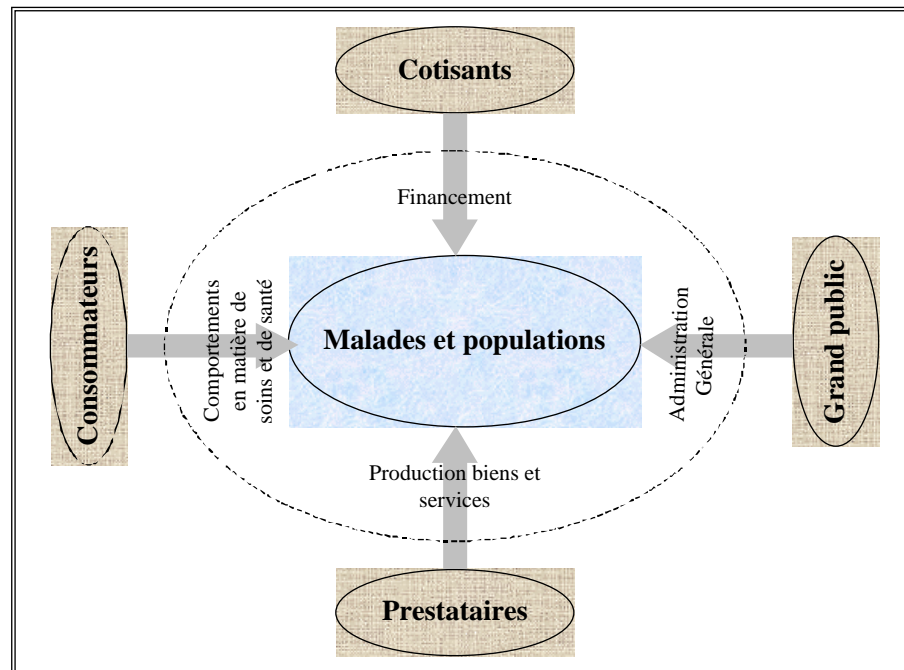 Cotisants
Financement
Consommateurs
Comportements
en matière de
soins et de santé
Malades et populations
Administration
Générale
Grand public
Production biens et
services
Prestataires